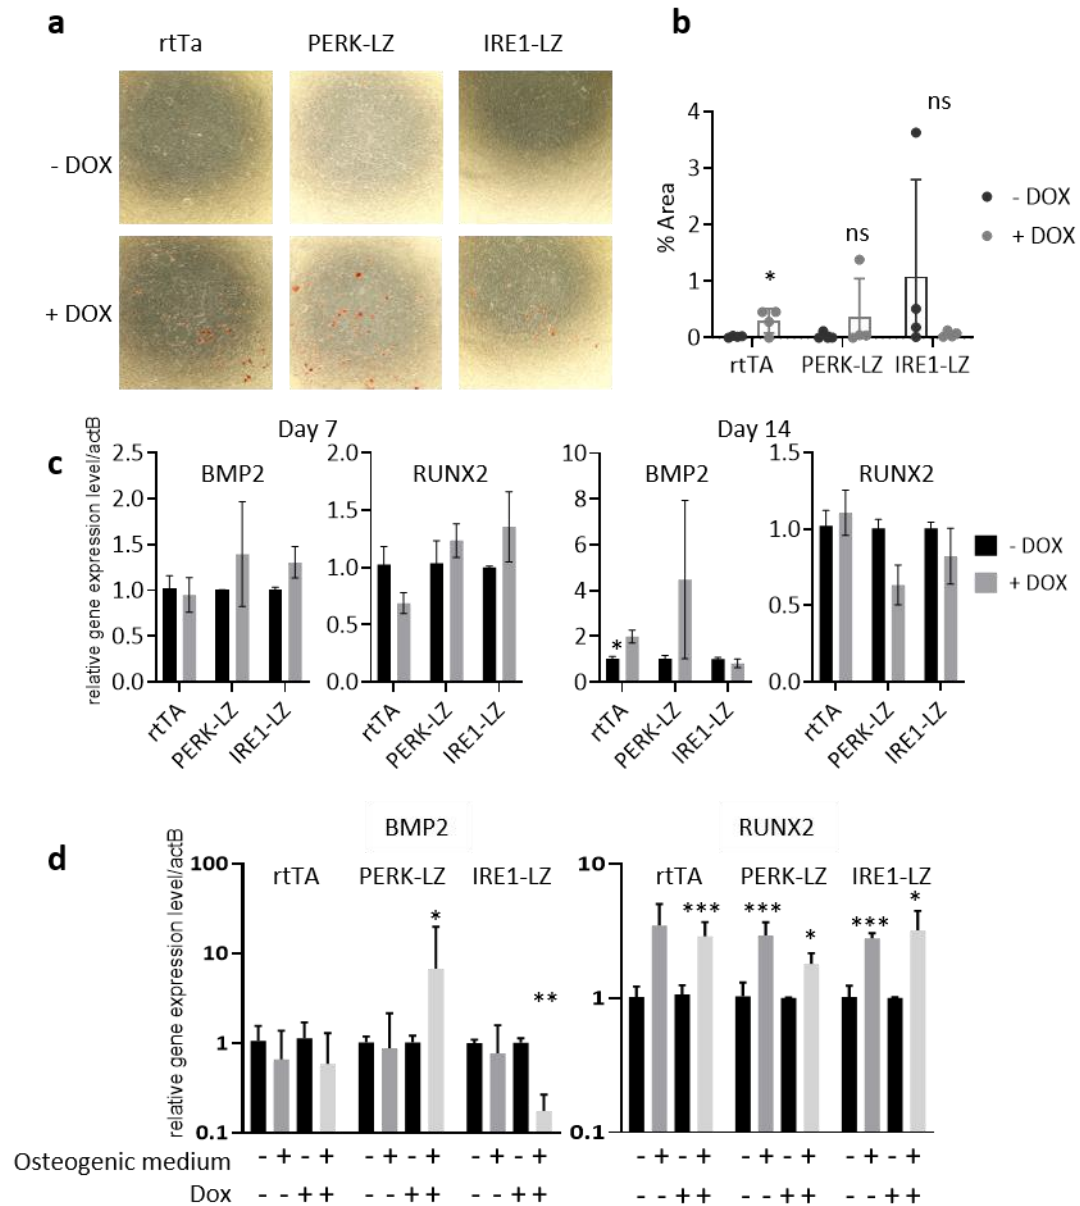 a
rtTa PERK-LZ IRE1-LZ
- DOX
+ DOX
b
% Area
4
3
2
1
0
ns
ns
*
- DOX
+ DOX
rtTA PERK-LZ IRE1-LZ
c
relative gene expression level/actB
Day 7
BMP2
2.5
2.0
1.5
1.0
0.5
0.0
rtTA PERK-LZ IRE1-LZ
RUNX2
2.0
1.5
1.0
0.5
0.0
rtTA PERK-LZ IRE1-LZ
Day 14
BMP2
10
8
6
4
2
0
*
rtTA PERK-LZ IRE1-LZ
RUNX2
1.5
1.0
0.5
0.0
rtTA PERK-LZ IRE1-LZ
- DOX
+ DOX
d
relative gene expression level/actB
BMP2
100
10
1
0.1
rtTA PERK-LZ IRE1-LZ
*
**
RUNX2
10
1
0.1
rtTA PERK-LZ IRE1-LZ
*** *** * *** *
Osteogenic medium - + - + - + - + - + - + - + - + - + - + - + - +
Dox - - + + - - + + - - + + - - + + - - + + - - + +